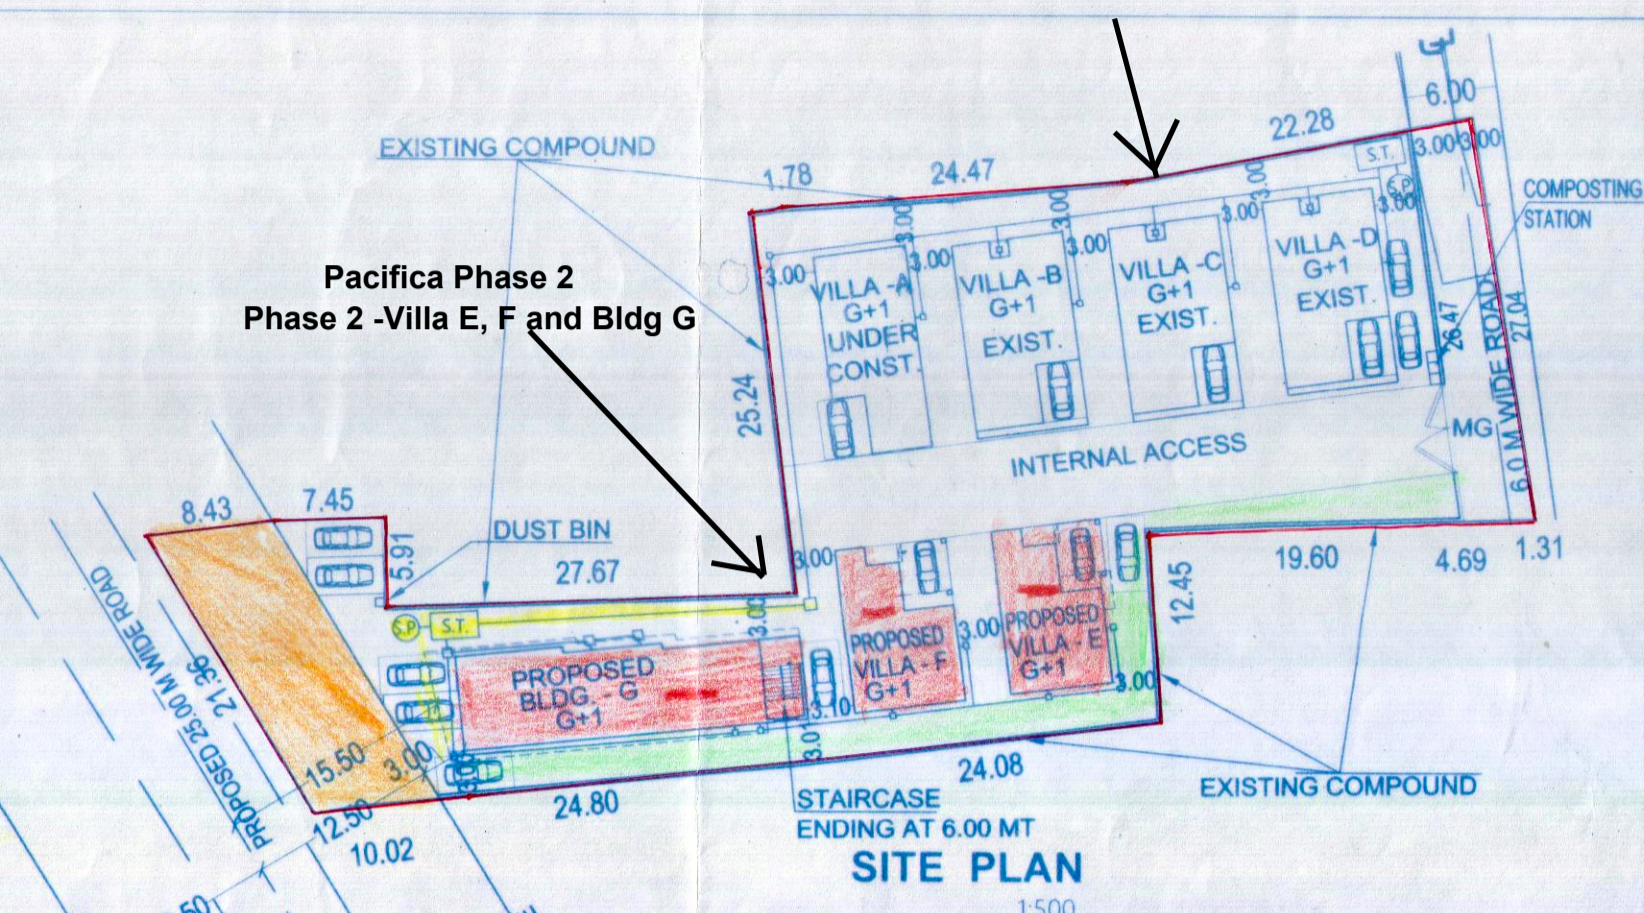 6.00
22.28
EXISTING COMPOUND
1.78
24.47
S.T.
3.00
3.00
S.P
3.00
COMPOSTING
STATION
3.00
3.00
3.00
3.00
3.00
3.00
3.00
VILLA -A
G+1
UNDER
CONST.
VILLA -B
G+1
EXIST.
VILLA -C
G+1
EXIST.
VILLA -D
G+1
EXIST.
Pacifica Phase 2
Phase 2 -Villa E, F and Bldg G
25.24
26.47
27.04
6.0 M WIDE ROAD
MG
INTERNAL ACCESS
8.43
7.45
5.91
DUST BIN
27.67
3.00
19.60
4.69
1.31
12.45
S.P
S.T.
3.00
PROPOSED
BLDG. - G
G+1
PROPOSED
VILLA - F
G+1
3.00
PROPOSED
VILLA - E
G+1
3.00
3.10
PROPOSED 25.00 M WIDE ROAD
21.36
15.50
3.00
12.50
10.02
24.80
24.08
STAIRCASE
ENDING AT 6.00 MT
EXISTING COMPOUND
SITE PLAN
1:500